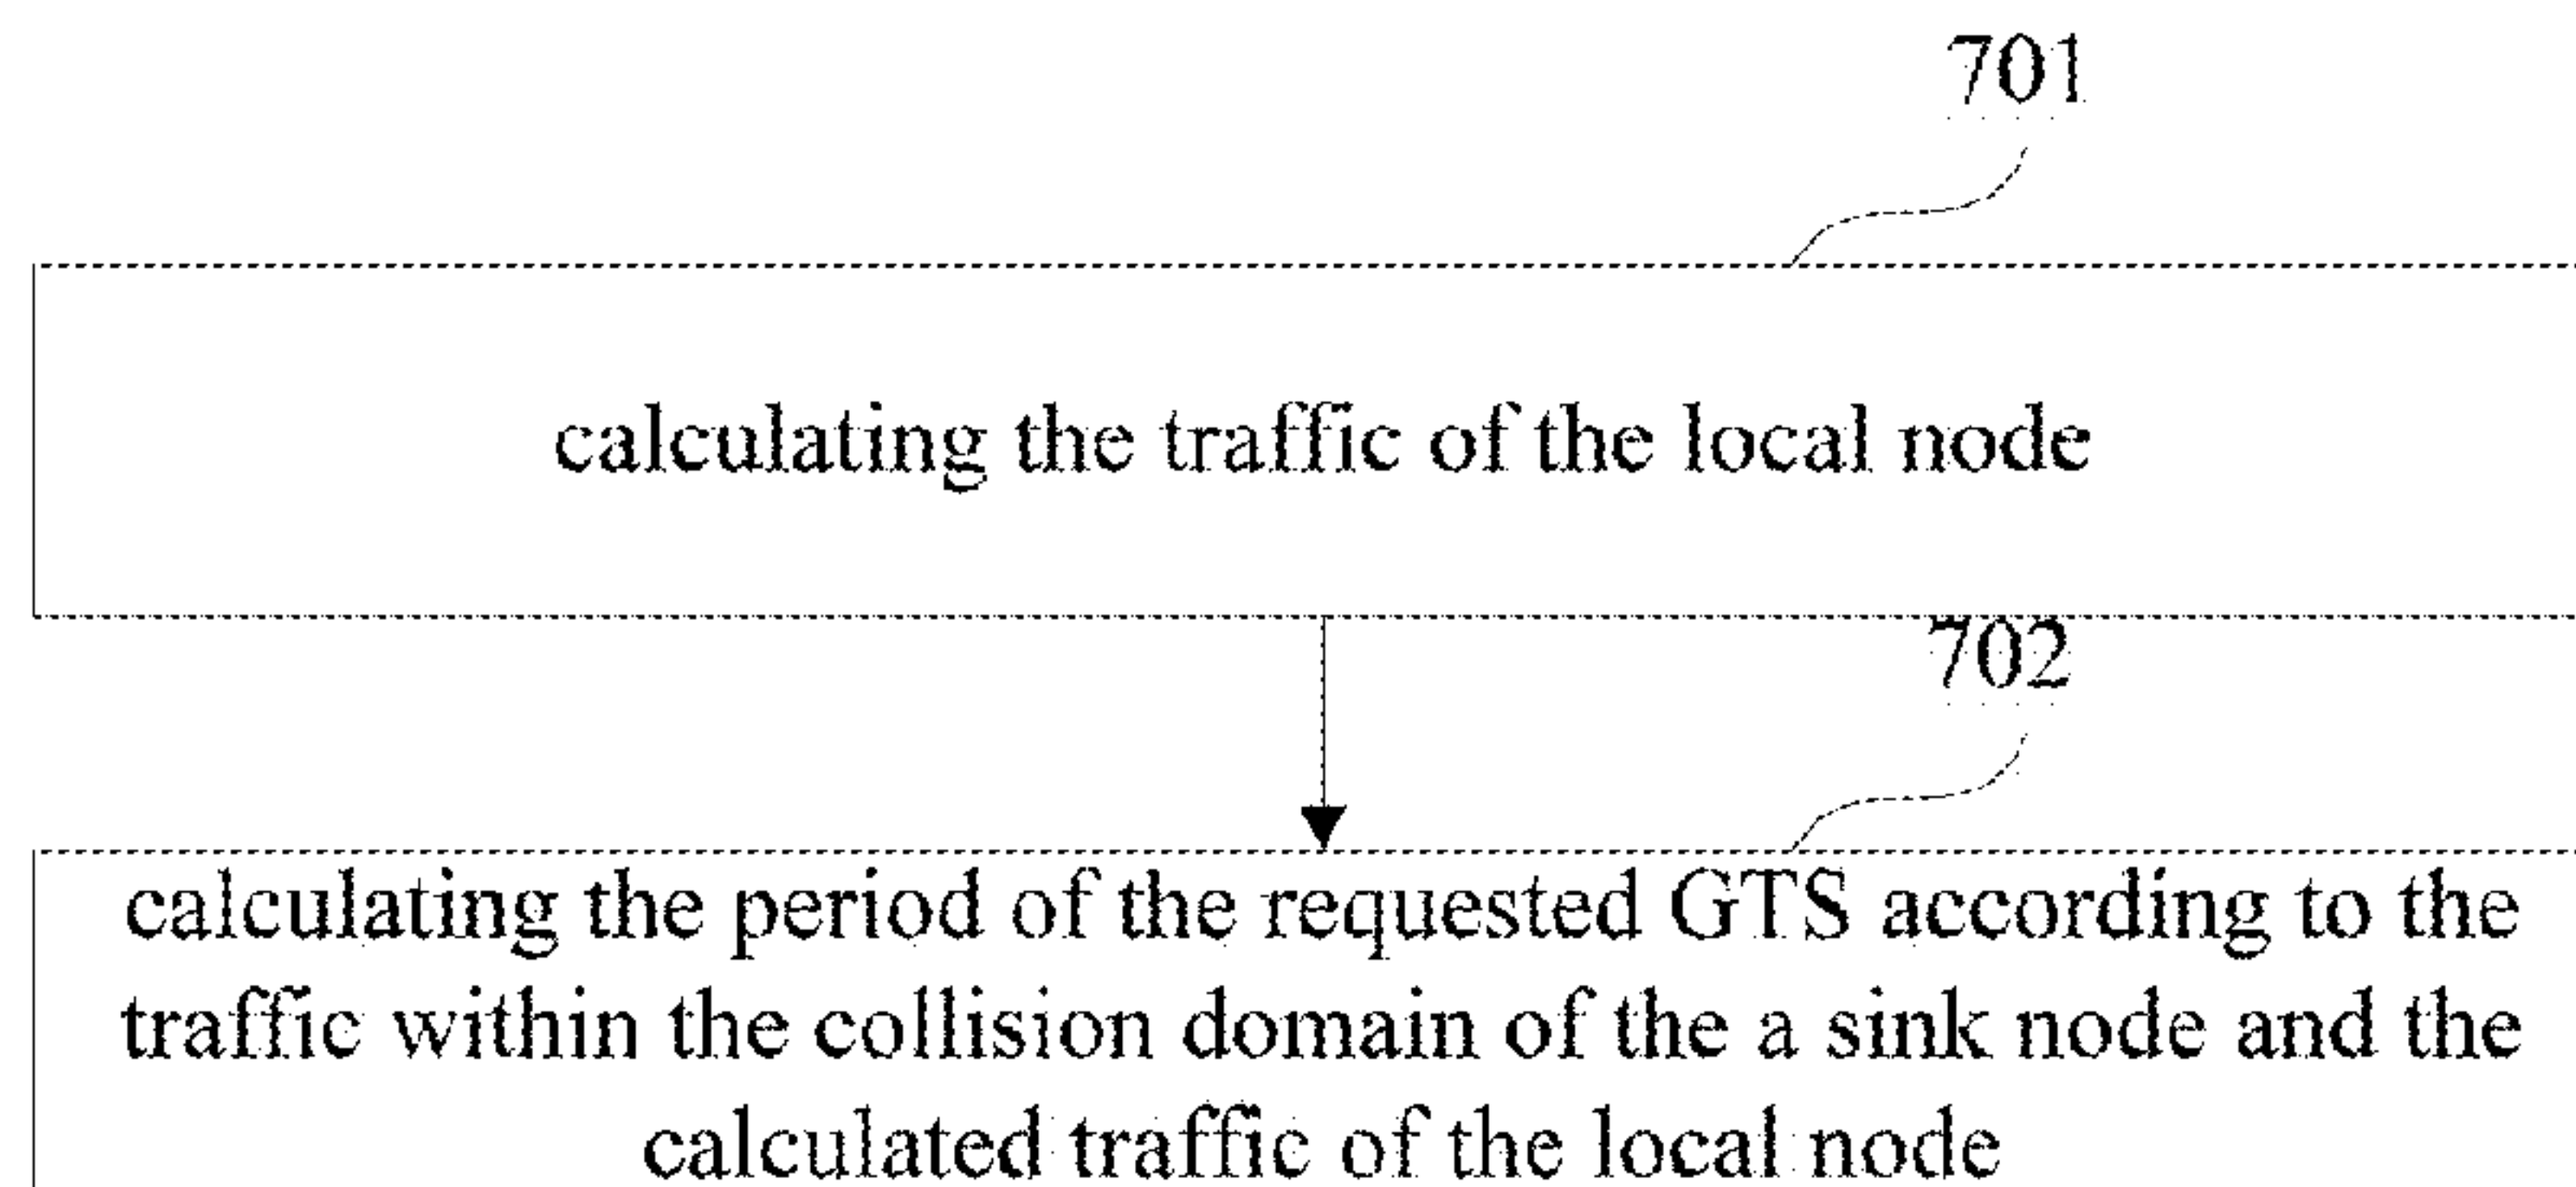 701
calculating the traffic of the local node
702
calculating the period of the requested GTS according to the
traffic within the collision domain of the a sink node and the
calculated traffic of the local node